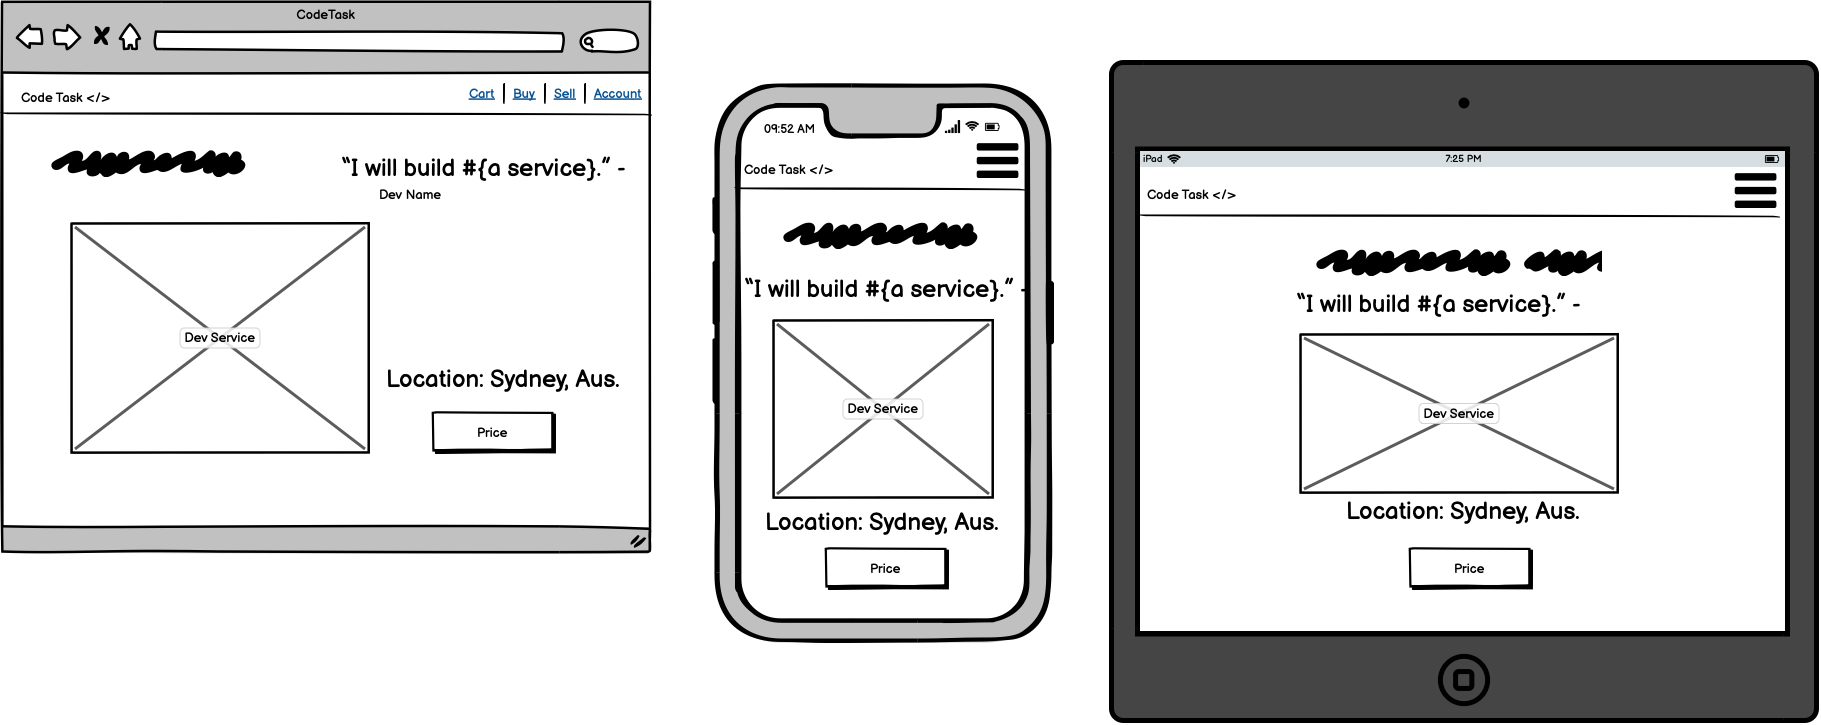 CodeTask
Code Task </>
Cart | Buy | Sell | Account
“I will build #{a service}.” -
Dev Name
Dev Service
Location: Sydney, Aus.
Price
09:52 AM
Code Task </>
“I will build #{a service}.” -
Dev Service
Location: Sydney, Aus.
Price
iPad
7:25 PM
Code Task </>
“I will build #{a service}.” -
Dev Service
Location: Sydney, Aus.
Price